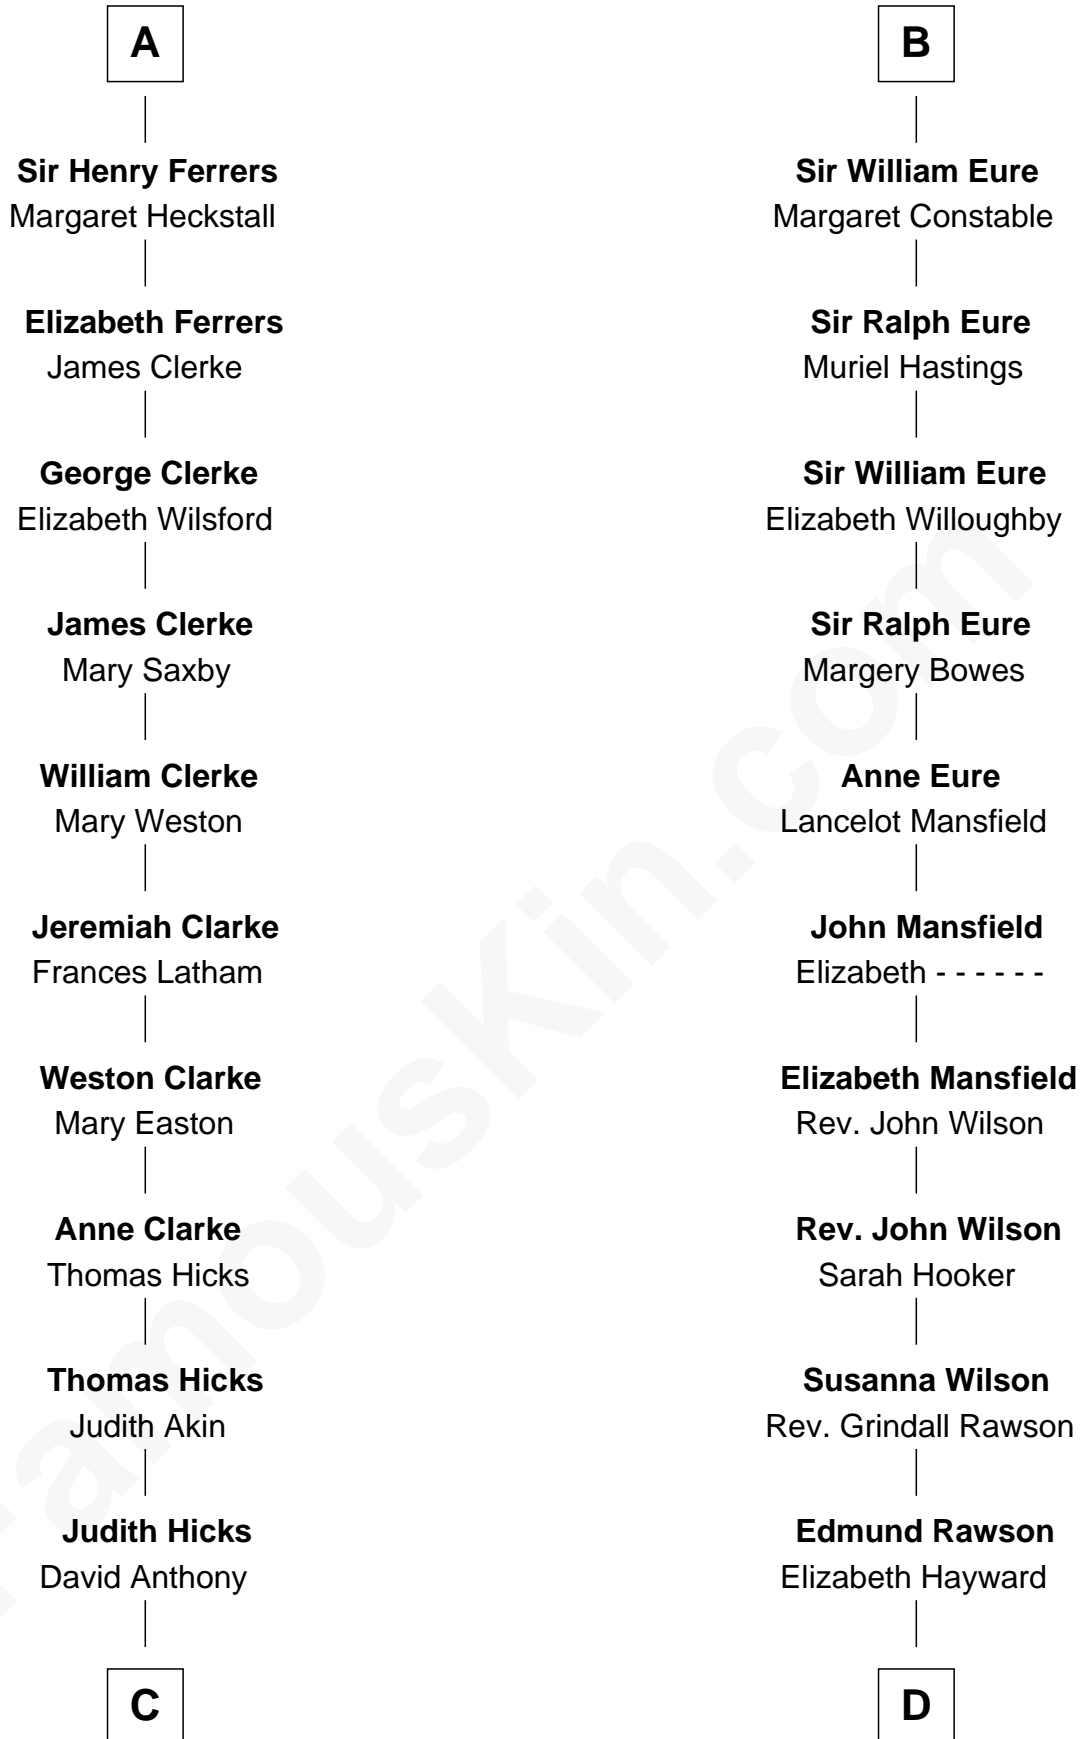 A
Sir Henry Ferrers
Margaret Heckstall
Elizabeth Ferrers
James Clerke
George Clerke
Elizabeth Wilsford
James Clerke
Mary Saxby
William Clerke
Mary Weston
Jeremiah Clarke
Frances Latham
Weston Clarke
Mary Easton
Anne Clarke
Thomas Hicks
Thomas Hicks
Judith Akin
Judith Hicks
David Anthony
C
B
Sir William Eure
Margaret Constable
Sir Ralph Eure
Muriel Hastings
Sir William Eure
Elizabeth Willoughby
Sir Ralph Eure
Margery Bowes
Anne Eure
Lancelot Mansfield
John Mansfield
Elizabeth - - - - - -
Elizabeth Mansfield
Rev. John Wilson
Rev. John Wilson
Sarah Hooker
Susanna Wilson
Rev. Grindall Rawson
Edmund Rawson
Elizabeth Hayward
D
FamousKin.com